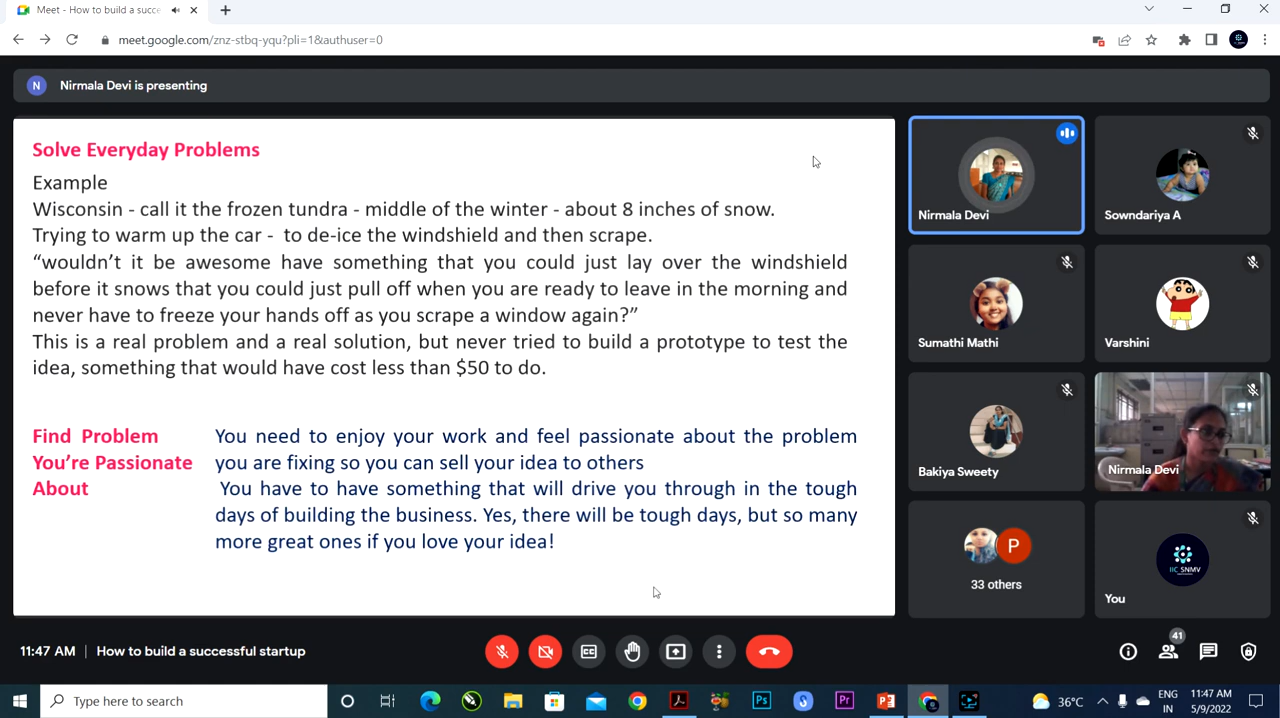 Meet - How to build a succe
meet.google.com/znz-stbq-yqu?pli=1&authuser=0
N
Nirmala Devi is presenting
Solve Everyday Problems
Example
Wisconsin - call it the frozen tundra - middle of the winter - about 8 inches of snow.
Trying to warm up the car - to de-ice the windshield and then scrape.
“wouldn’t it be awesome have something that you could just lay over the windshield
before it snows that you could just pull off when you are ready to leave in the morning and
never have to freeze your hands off as you scrape a window again?”
This is a real problem and a real solution, but never tried to build a prototype to test the
idea, something that would have cost less than $50 to do.
Find Problem
You’re Passionate
About
You need to enjoy your work and feel passionate about the problem
you are fixing so you can sell your idea to others
You have to have something that will drive you through in the tough
days of building the business. Yes, there will be tough days, but so many
more great ones if you love your idea!
Nirmala Devi
Sowndariya A
Sumathi Mathi
Varshini
Bakiya Sweety
Nirmala Devi
P
33 others
IIC_SNMV
You
11:47 AM | How to build a successful startup
CC
41
Type here to search
Ps
Pr
36°C
ENG
IN
11:47 AM
5/9/2022